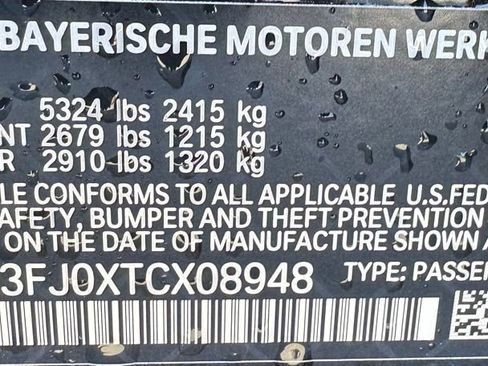 BAYERISCHE MOTOREN WERK
5324 lbs 2415 kg
NT 2679 lbs 1215 kg
R 2910 lbs 1320 kg
LE CONFORMS TO ALL APPLICABLE U.S.FED
SAFETY, BUMPER AND THEFT PREVENTION
ON THE DATE OF MANUFACTURE SHOWN A
3FJ0XTCX08948 TYPE: PASSE